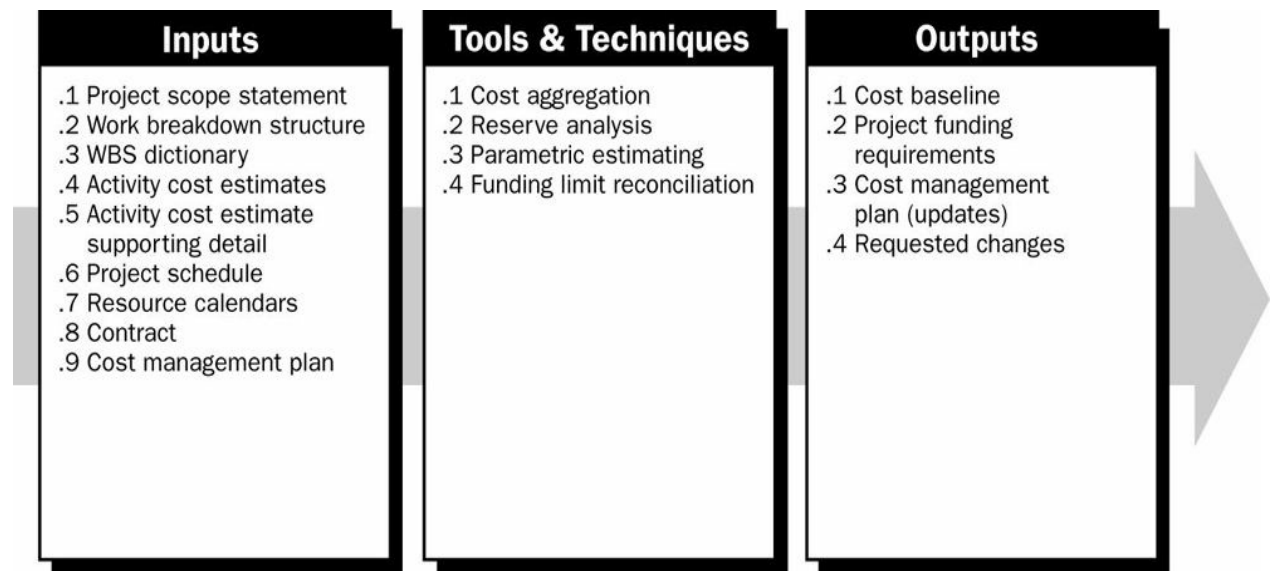 Inputs
.1 Project scope statement
.2 Work breakdown structure
.3 WBS dictionary
.4 Activity cost estimates
.5 Activity cost estimate
supporting detail
.6 Project schedule
.7 Resource calendars
.8 Contract
.9 Cost management plan
Tools & Techniques
.1 Cost aggregation
.2 Reserve analysis
.3 Parametric estimating
.4 Funding limit reconciliation
Outputs
.1 Cost baseline
.2 Project funding
requirements
.3 Cost management
plan (updates)
.4 Requested changes